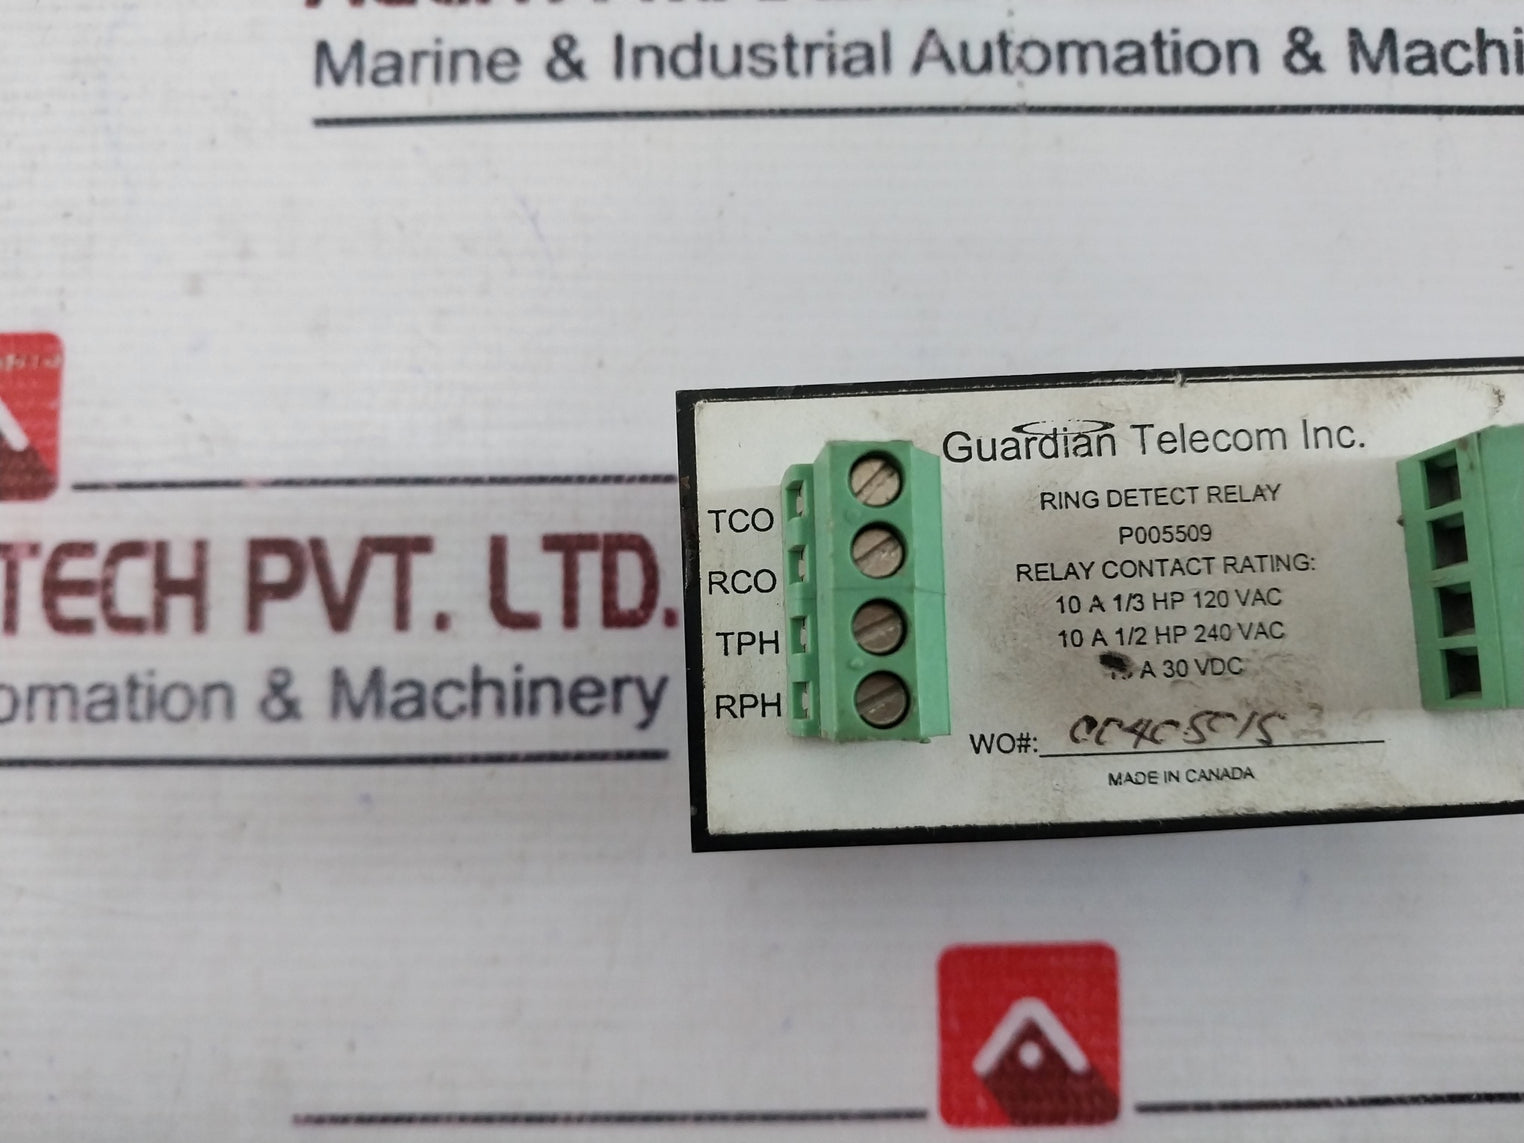 Marine & Industrial Automation & Machi
TECH PVT. LTD.
omation & Machinery
Guardian Telecom Inc.
RING DETECT RELAY
P005509
RELAY CONTACT RATING:
10 A 1/3 HP 120 VAC
10 A 1/2 HP 240 VAC
A 30 VDC
WO#:
MADE IN CANADA
TCO
RCO
TPH
RPH